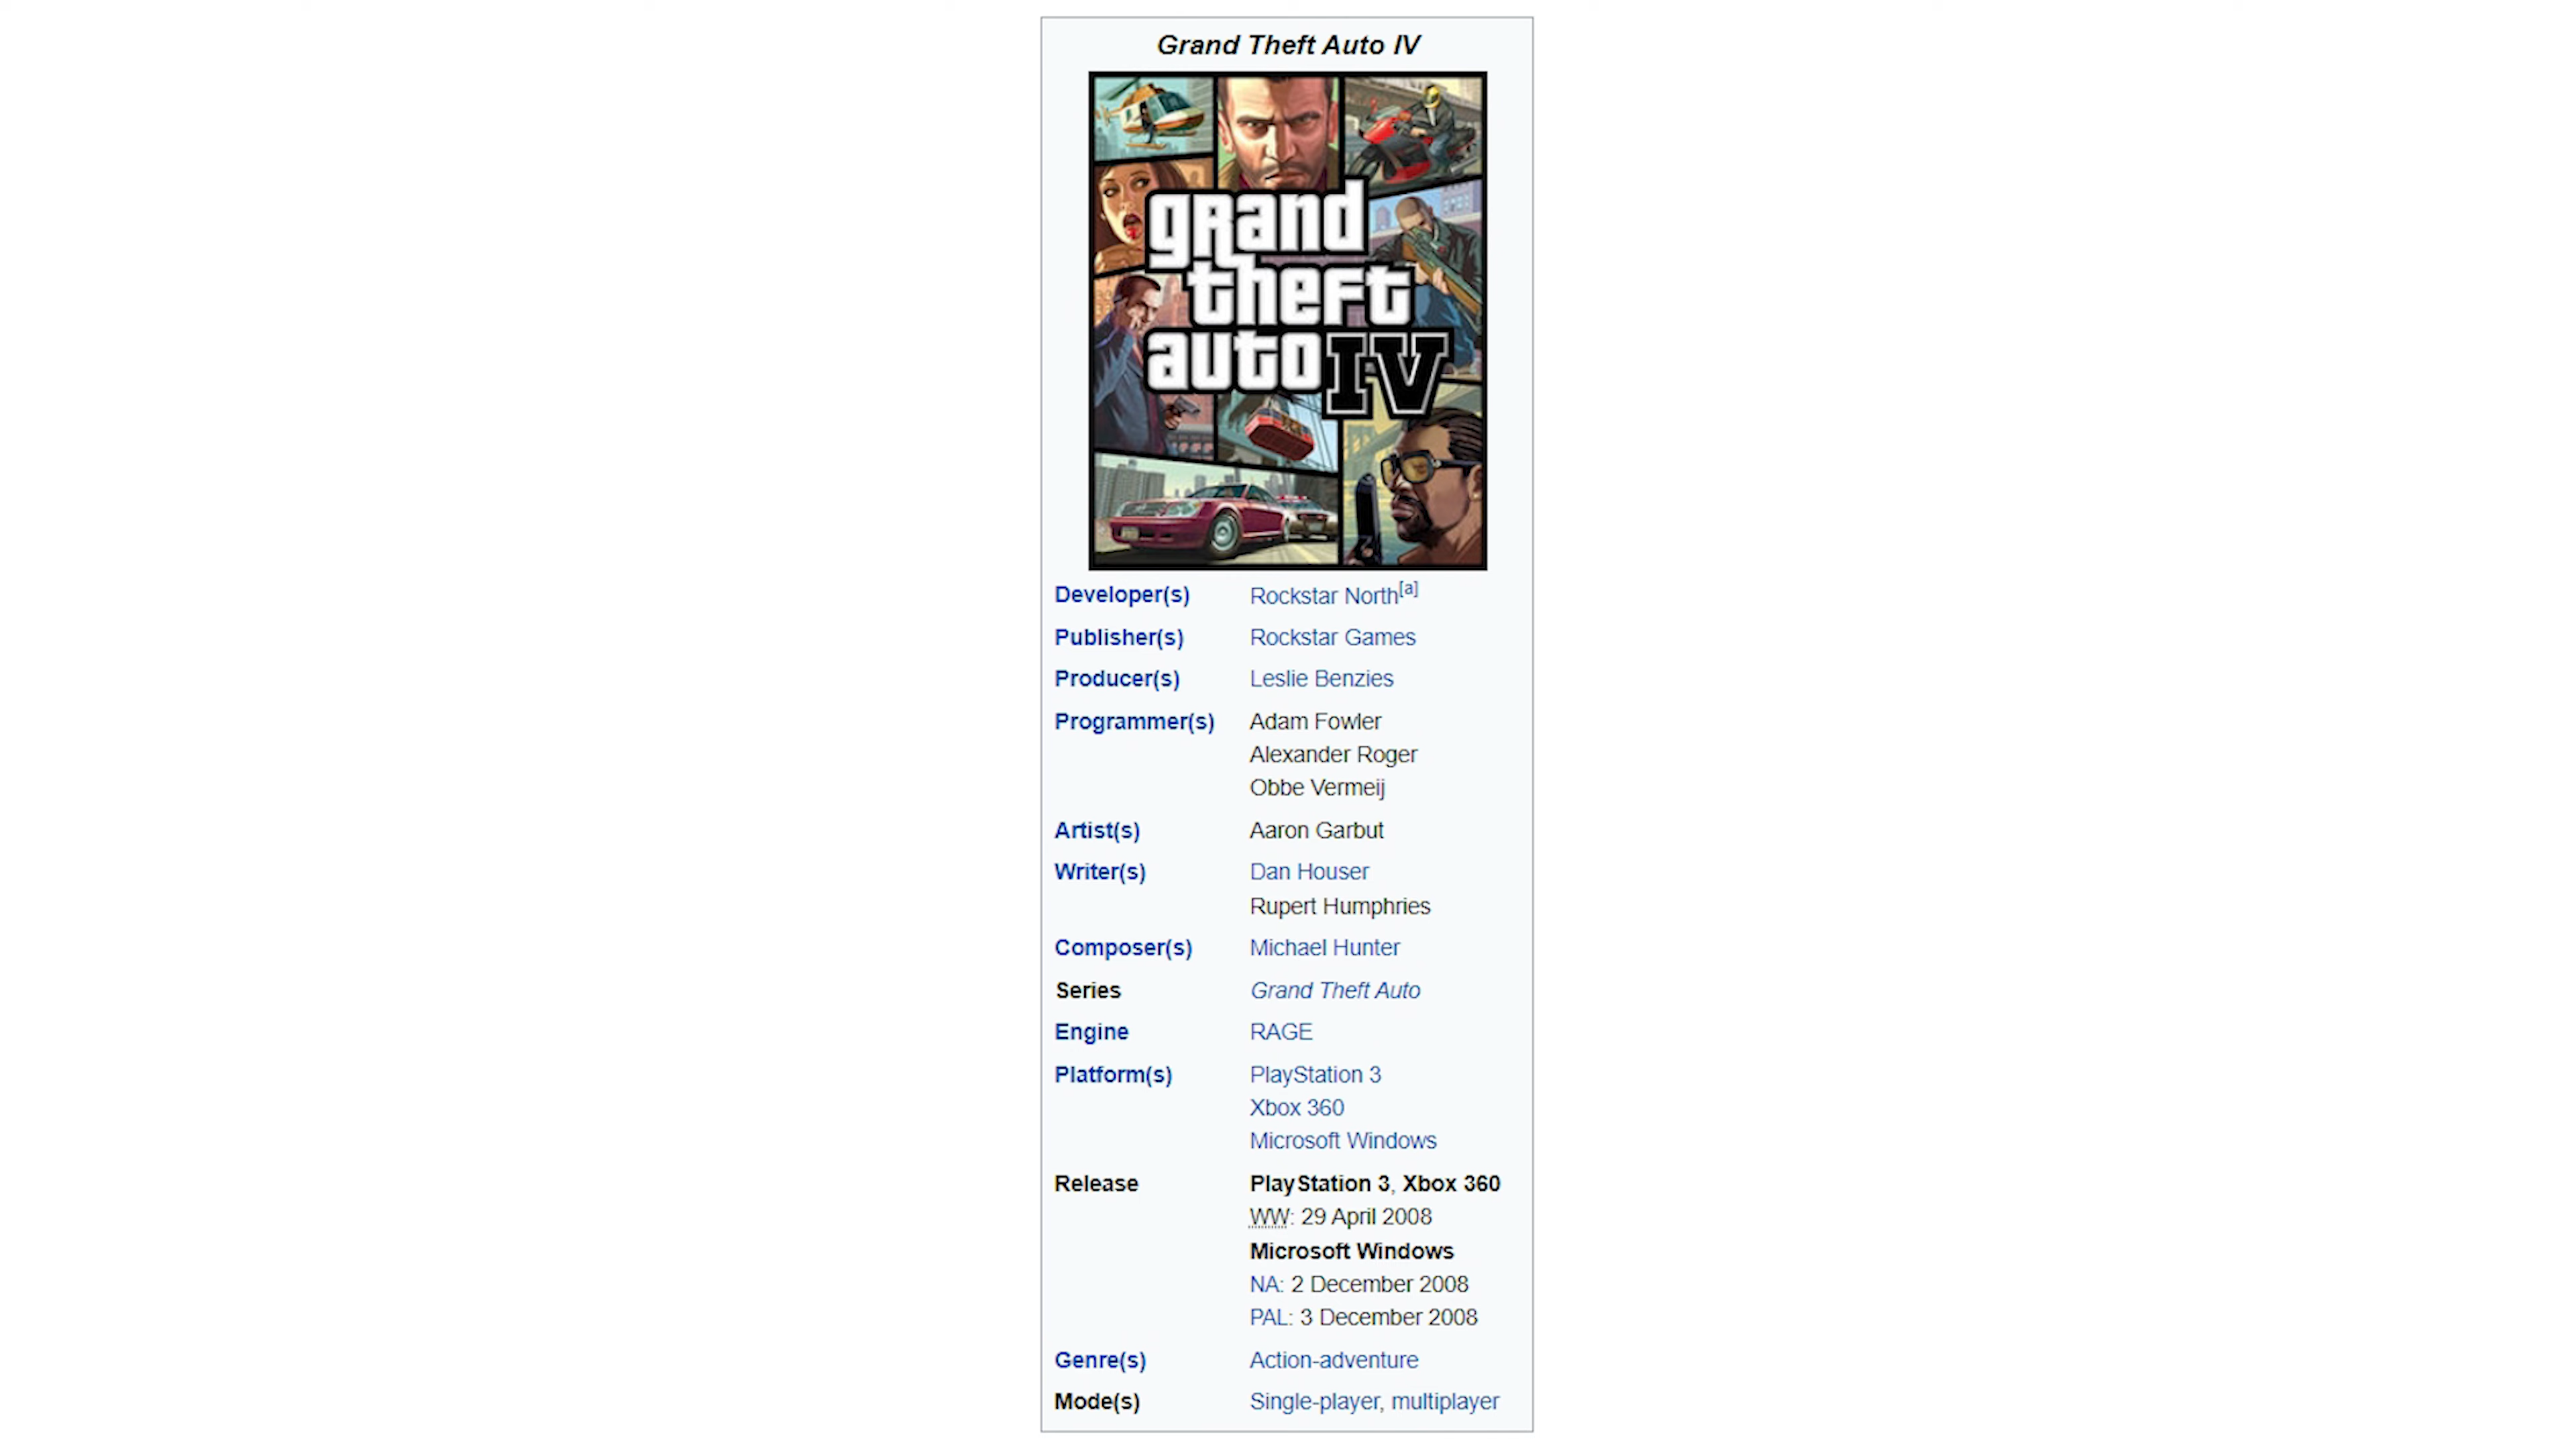 Grand Theft Auto IV
grand
theft
auto IV
Developer(s) Rockstar North[a]
Publisher(s) Rockstar Games
Producer(s) Leslie Benzies
Programmer(s) Adam Fowler
Alexander Roger
Obbe Vermeij
Artist(s) Aaron Garbut
Writer(s) Dan Houser
Rupert Humphries
Composer(s) Michael Hunter
Series Grand Theft Auto
Engine RAGE
Platform(s) PlayStation 3
Xbox 360
Microsoft Windows
Release PlayStation 3, Xbox 360
WW: 29 April 2008
Microsoft Windows
NA: 2 December 2008
PAL: 3 December 2008
Genre(s) Action-adventure
Mode(s) Single-player, multiplayer